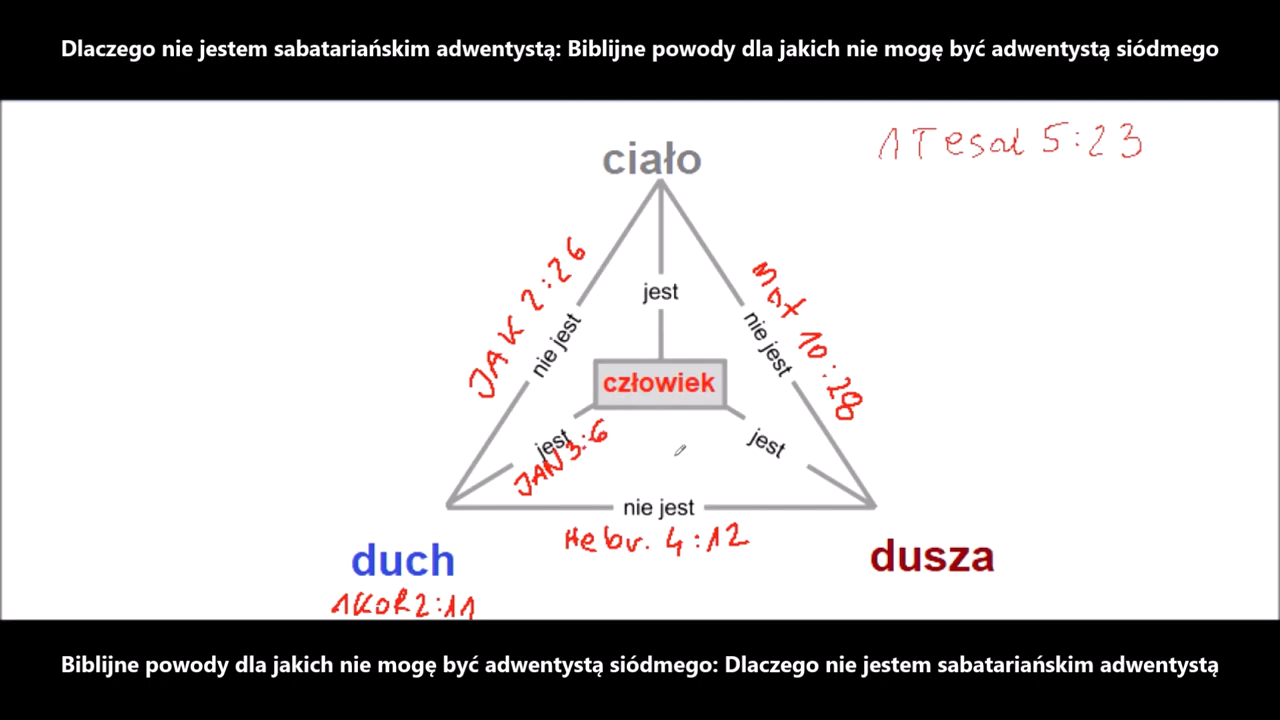 Dlaczego nie jestem sabatariańskim adwentystą: Biblijne powody dla jakich nie mogę być adwentystą siódmego
1 Tesal 5:23
ciało
JAK 2:26
Mat 10:28
jest
nie jest
nie jest
człowiek
jest
JAN 3:6
jest
nie jest
Hebr. 4:12
duch
dusza
1KOR2:11
Biblijne powody dla jakich nie mogę być adwentystą siódmego: Dlaczego nie jestem sabatariańskim adwentystą